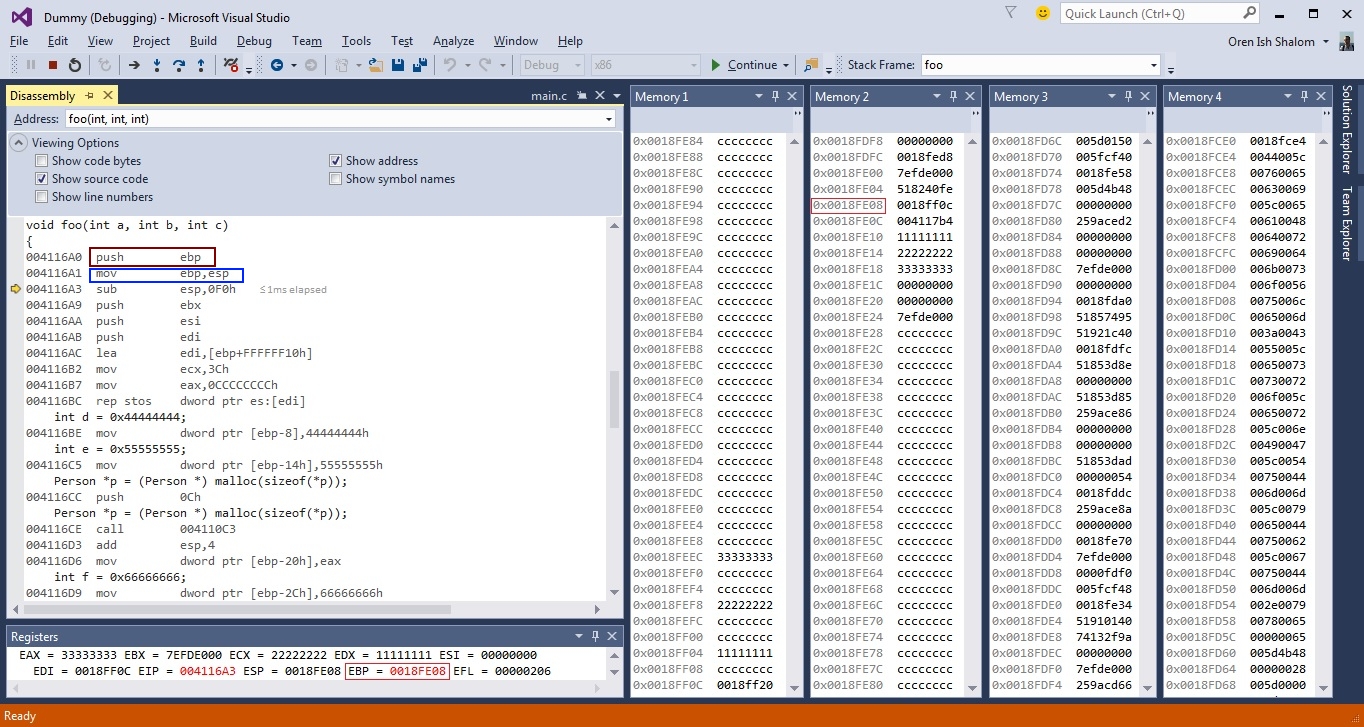 Dummy (Debugging) - Microsoft Visual Studio
Quick Launch (Ctrl+Q)
File Edit View Project Build Debug Team Tools Test Analyze Window Help
Oren Ish Shalom
Debug x86 Continue Stack Frame: foo
Disassembly
main.c
Address: foo(int, int, int)
Viewing Options
Show code bytes Show address
Show source code Show symbol names
Show line numbers
void foo(int a, int b, int c)
{
004116A0 push ebp
004116A1 mov ebp,esp
004116A3 sub esp,0F0h ≤1ms elapsed
004116A9 push ebx
004116AA push esi
004116AB push edi
004116AC lea edi,[ebp+FFFFFF10h]
004116B2 mov ecx,3Ch
004116B7 mov eax,0CCCCCCCCh
004116BC rep stos dword ptr es:[edi]
int d = 0x44444444;
004116BE mov dword ptr [ebp-8],44444444h
int e = 0x55555555;
004116C5 mov dword ptr [ebp-14h],55555555h
Person *p = (Person *) malloc(sizeof(*p));
004116CC push 0Ch
Person *p = (Person *) malloc(sizeof(*p));
004116CE call 004110C3
004116D3 add esp,4
004116D6 mov dword ptr [ebp-20h],eax
int f = 0x66666666;
004116D9 mov dword ptr [ebp-2Ch],66666666h
Registers
EAX = 33333333 EBX = 7EFDE000 ECX = 22222222 EDX = 11111111 ESI = 00000000
EDI = 0018FF0C EIP = 004116A3 ESP = 0018FE08 EBP = 0018FE08 EFL = 00000206
Memory 1
0x0018FE84 cccccccc
0x0018FE88 cccccccc
0x0018FE8C cccccccc
0x0018FE90 cccccccc
0x0018FE94 cccccccc
0x0018FE98 cccccccc
0x0018FE9C cccccccc
0x0018FEA0 cccccccc
0x0018FEA4 cccccccc
0x0018FEA8 cccccccc
0x0018FEAC cccccccc
0x0018FEB0 cccccccc
0x0018FEB4 cccccccc
0x0018FEB8 cccccccc
0x0018FEBC cccccccc
0x0018FEC0 cccccccc
0x0018FEC4 cccccccc
0x0018FEC8 cccccccc
0x0018FECC cccccccc
0x0018FED0 cccccccc
0x0018FED4 cccccccc
0x0018FED8 cccccccc
0x0018FEDC cccccccc
0x0018FEE0 cccccccc
0x0018FEE4 cccccccc
0x0018FEE8 cccccccc
0x0018FEEC 33333333
0x0018FEF0 cccccccc
0x0018FEF4 cccccccc
0x0018FEF8 22222222
0x0018FEFC cccccccc
0x0018FF00 cccccccc
0x0018FF04 11111111
0x0018FF08 cccccccc
0x0018FF0C 0018ff20
Memory 2
0x0018FDF8 00000000
0x0018FDFC 0018fed8
0x0018FE00 7efde000
0x0018FE04 518240fe
0x0018FE08 0018ff0c
0x0018FE0C 004117b4
0x0018FE10 11111111
0x0018FE14 22222222
0x0018FE18 33333333
0x0018FE1C 00000000
0x0018FE20 00000000
0x0018FE24 7efde000
0x0018FE28 cccccccc
0x0018FE2C cccccccc
0x0018FE30 cccccccc
0x0018FE34 cccccccc
0x0018FE38 cccccccc
0x0018FE3C cccccccc
0x0018FE40 cccccccc
0x0018FE44 cccccccc
0x0018FE48 cccccccc
0x0018FE4C cccccccc
0x0018FE50 cccccccc
0x0018FE54 cccccccc
0x0018FE58 cccccccc
0x0018FE5C cccccccc
0x0018FE60 cccccccc
0x0018FE64 cccccccc
0x0018FE68 cccccccc
0x0018FE6C cccccccc
0x0018FE70 cccccccc
0x0018FE74 cccccccc
0x0018FE78 cccccccc
0x0018FE7C cccccccc
0x0018FE80 cccccccc
Memory 3
0x0018FD6C 005d0150
0x0018FD70 005fcf40
0x0018FD74 0018fe58
0x0018FD78 005d4b48
0x0018FD7C 00000000
0x0018FD80 259aced2
0x0018FD84 00000000
0x0018FD88 00000000
0x0018FD8C 7efde000
0x0018FD90 00000000
0x0018FD94 0018fda0
0x0018FD98 51857495
0x0018FD9C 51921c40
0x0018FDA0 0018fdfc
0x0018FDA4 51853d8e
0x0018FDA8 00000000
0x0018FDAC 51853d85
0x0018FDB0 259ace86
0x0018FDB4 00000000
0x0018FDB8 00000000
0x0018FDBC 51853dad
0x0018FDC0 00000054
0x0018FDC4 0018fddc
0x0018FDC8 259ace8a
0x0018FDCC 00000000
0x0018FDD0 0018fe70
0x0018FDD4 7efde000
0x0018FDD8 0000fdf0
0x0018FDDC 005fcf48
0x0018FDE0 0018fe34
0x0018FDE4 51910140
0x0018FDE8 74132f9a
0x0018FDEC 00000000
0x0018FDF0 7efde000
0x0018FDF4 259acd66
Memory 4
0x0018FCE0 0018fce4
0x0018FCE4 0044005c
0x0018FCE8 00760065
0x0018FCEC 00630069
0x0018FCF0 005c0065
0x0018FCF4 00610048
0x0018FCF8 00640072
0x0018FCFC 00690064
0x0018FD00 006b0073
0x0018FD04 006f0056
0x0018FD08 0075006c
0x0018FD0C 0065006d
0x0018FD10 003a0043
0x0018FD14 0055005c
0x0018FD18 00650073
0x0018FD1C 00730072
0x0018FD20 006f005c
0x0018FD24 00650072
0x0018FD28 005c006e
0x0018FD2C 00490047
0x0018FD30 005c0054
0x0018FD34 00750044
0x0018FD38 006d006d
0x0018FD3C 005c0079
0x0018FD40 00650044
0x0018FD44 00750062
0x0018FD48 005c0067
0x0018FD4C 00750044
0x0018FD50 006d006d
0x0018FD54 002e0079
0x0018FD58 00780065
0x0018FD5C 00000065
0x0018FD60 005d4b48
0x0018FD64 00000028
0x0018FD68 005d0000
Solution Explorer
Team Explorer
Ready